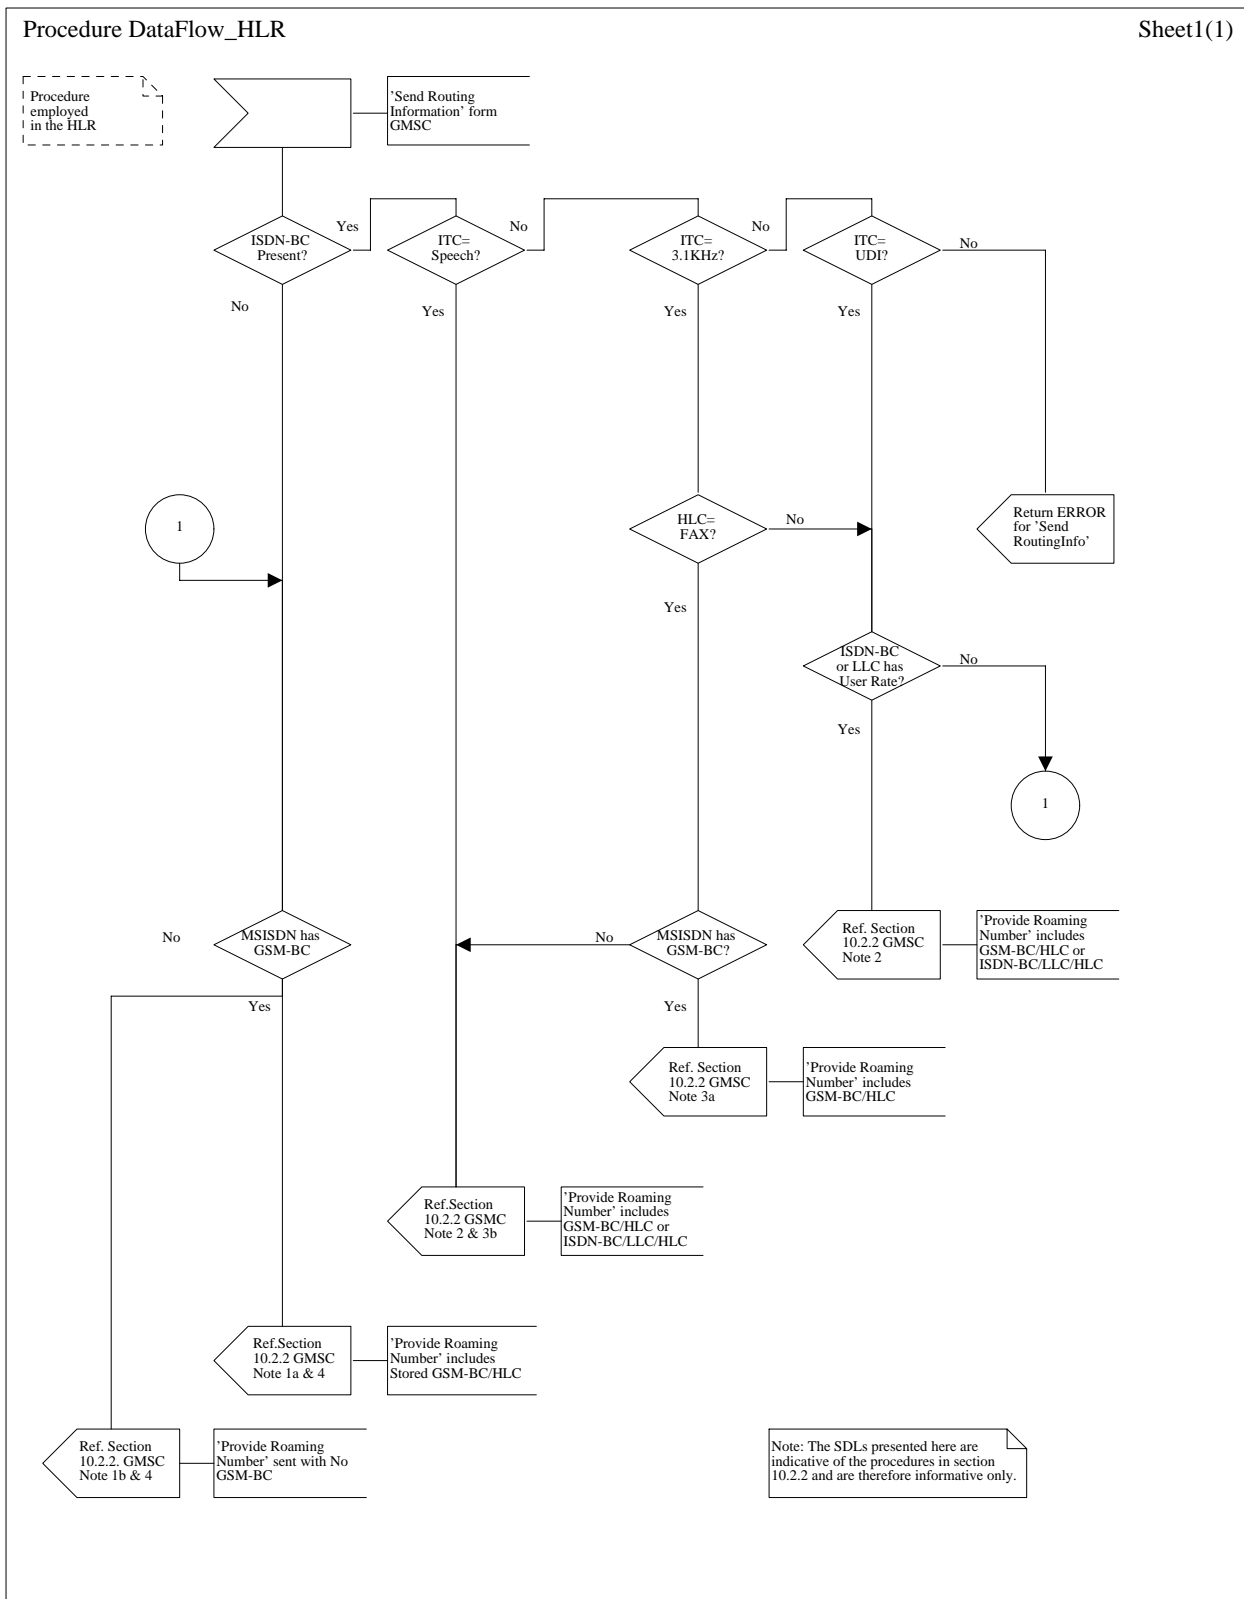 Procedure DataFlow_HLR
Sheet1(1)
Procedure
employed
in the HLR
'Send Routing
Information' form
GMSC
ISDN-BC
Present?
Yes
ITC=
Speech?
No
ITC=
3.1KHz?
No
ITC=
UDI?
No
No
Yes
Yes
Yes
1
HLC=
FAX?
No
Return ERROR
for 'Send
RoutingInfo'
Yes
ISDN-BC
or LLC has
User Rate?
No
Yes
1
No
MSISDN has
GSM-BC
No
MSISDN has
GSM-BC?
Ref. Section
10.2.2 GMSC
Note 2
'Provide Roaming
Number' includes
GSM-BC/HLC or
ISDN-BC/LLC/HLC
Yes
Yes
Ref. Section
10.2.2 GMSC
Note 3a
'Provide Roaming
Number' includes
GSM-BC/HLC
Ref.Section
10.2.2 GSMC
Note 2 & 3b
'Provide Roaming
Number' includes
GSM-BC/HLC or
ISDN-BC/LLC/HLC
Ref.Section
10.2.2 GMSC
Note 1a & 4
'Provide Roaming
Number' includes
Stored GSM-BC/HLC
Ref. Section
10.2.2. GMSC
Note 1b & 4
'Provide Roaming
Number' sent with No
GSM-BC
Note: The SDLs presented here are
indicative of the procedures in section
10.2.2 and are therefore informative only.